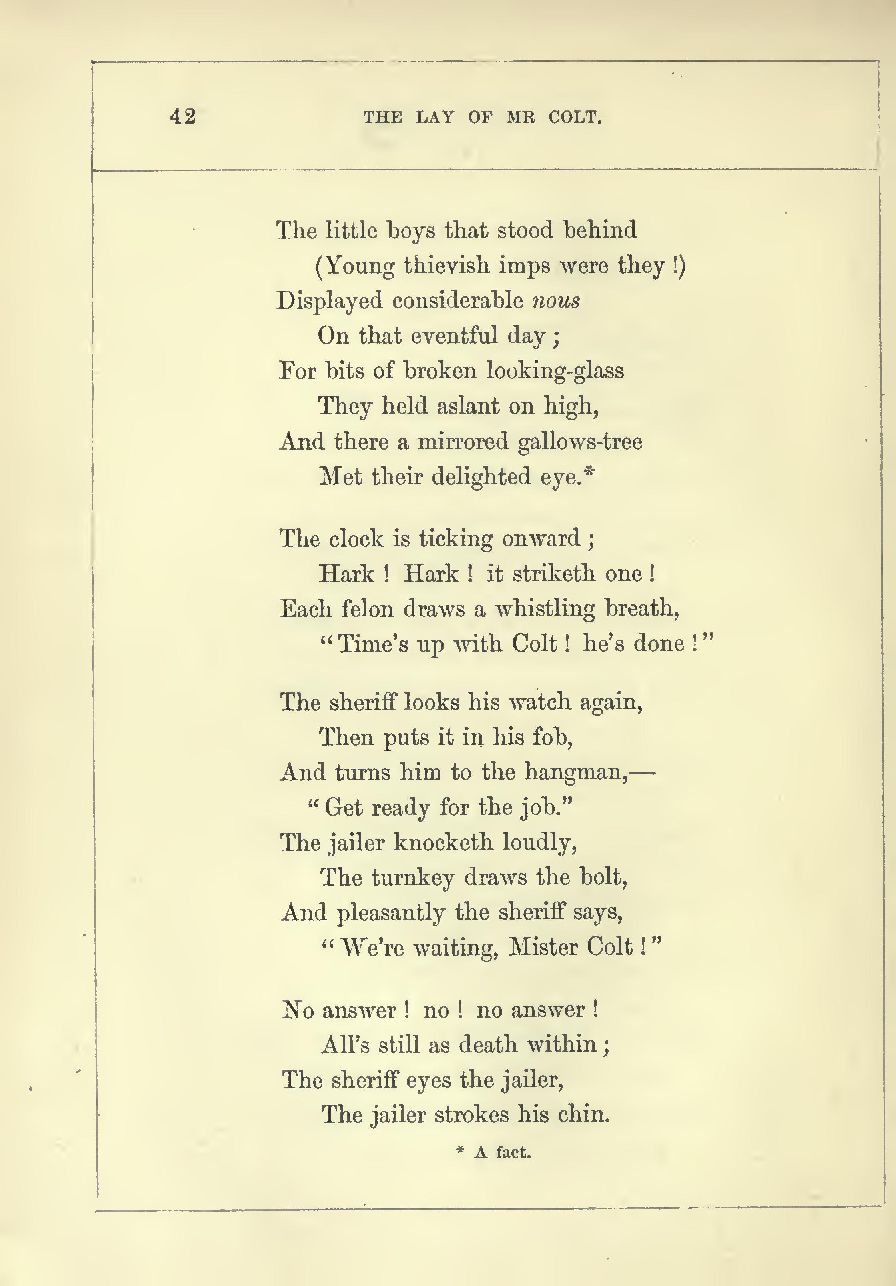 42 THE LAY OF MR COLT.
The little boys that stood behind
(Young thievish imps were they !)
Displayed considerable nous
On that eventful day ;
For bits of broken looking-glass
They held aslant on high,
And there a mirrored gallows-tree
Met their delighted eye.*
The clock is ticking onward ;
Hark ! Hark ! it striketh one !
Each felon draws a whistling breath,
“Time’s up with Colt ! he’s done !”
The sheriff looks his watch again,
Then puts it in his fob,
And turns him to the hangman,—
“Get ready for the job.”
The jailer knocketh loudly,
The turnkey draws the bolt,
And pleasantly the sheriff says,
“We’re waiting, Mister Colt !”
No answer ! no ! no answer !
All’s still as death within ;
The sheriff eyes the jailer,
The jailer strokes his chin.
* A fact.